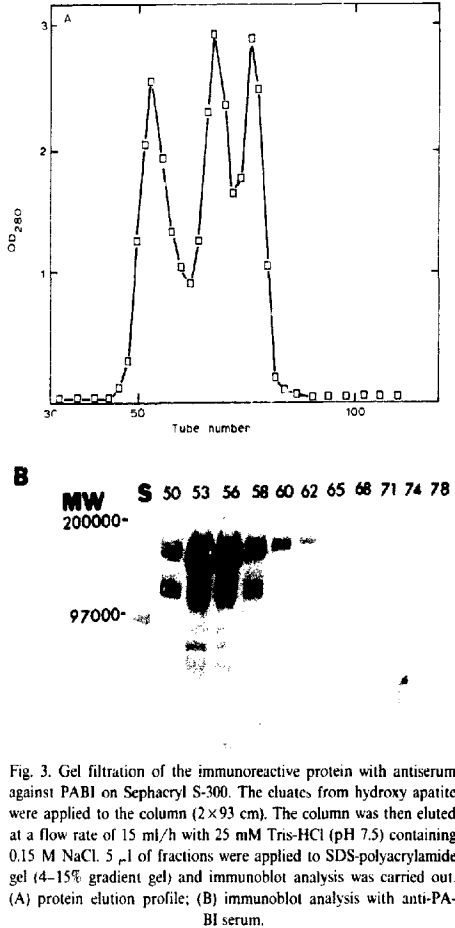 3
A
2
OD280
1
30
50
100
Tube number
B
MW
S 50 53 56 58 60 62 65 68 71 74 78
200000-
97000-
Fig. 3. Gel filtration of the immunoreactive protein with antiserum
against PABI on Sephacryl S-300. The eluates from hydroxy apatite
were applied to the column (2×93 cm). The column was then eluted
at a flow rate of 15 ml/h with 25 mM Tris-HCl (pH 7.5) containing
0.15 M NaCl. 5 μl of fractions were applied to SDS-polyacrylamide
gel (4–15% gradient gel) and immunoblot analysis was carried out.
(A) protein elution profile; (B) immunoblot analysis with anti-PA-
BI serum.